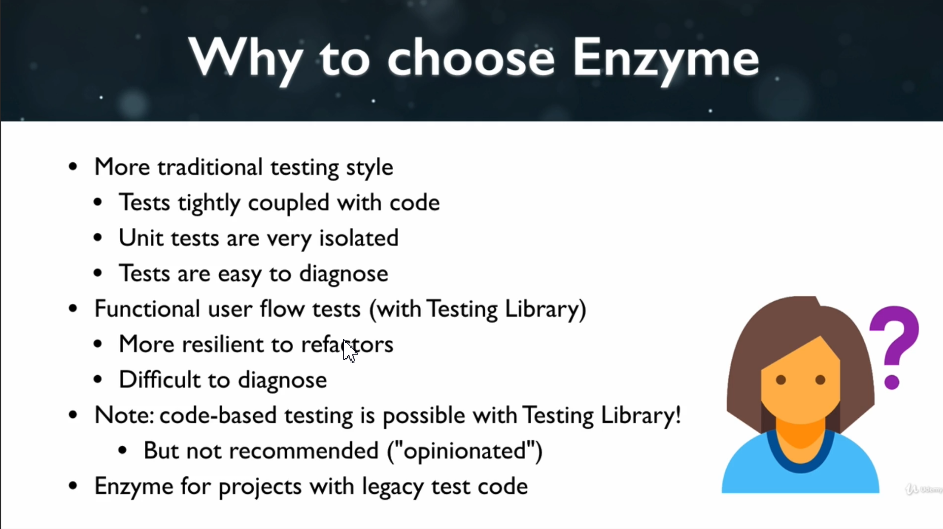 Why to choose Enzyme
• More traditional testing style
• Tests tightly coupled with code
• Unit tests are very isolated
• Tests are easy to diagnose
• Functional user flow tests (with Testing Library)
• More resilient to refactors
• Difficult to diagnose
• Note: code-based testing is possible with Testing Library!
• But not recommended ("opinionated")
• Enzyme for projects with legacy test code
?
Udemy